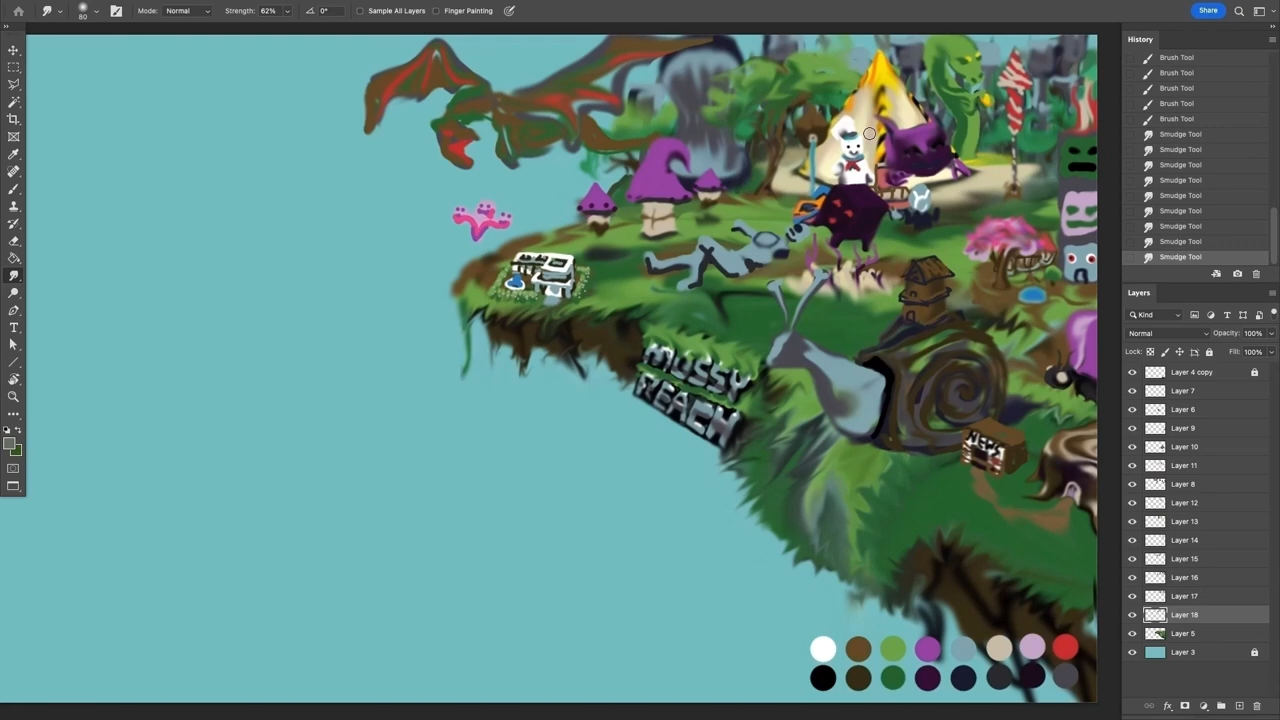 Mode: Normal Strength: 62% 0° Sample All Layers Finger Painting Share
80
History
Brush Tool
Brush Tool
Brush Tool
Brush Tool
Brush Tool
Smudge Tool
Smudge Tool
Smudge Tool
Smudge Tool
Smudge Tool
Smudge Tool
Smudge Tool
Smudge Tool
Smudge Tool
Layers
Kind
Normal Opacity: 100%
Lock: Fill: 100%
Layer 4 copy
Layer 7
Layer 6
Layer 9
Layer 10
Layer 11
Layer 8
Layer 12
Layer 13
Layer 14
Layer 15
Layer 16
Layer 17
Layer 18
Layer 5
Layer 3
MUSSY
REACH